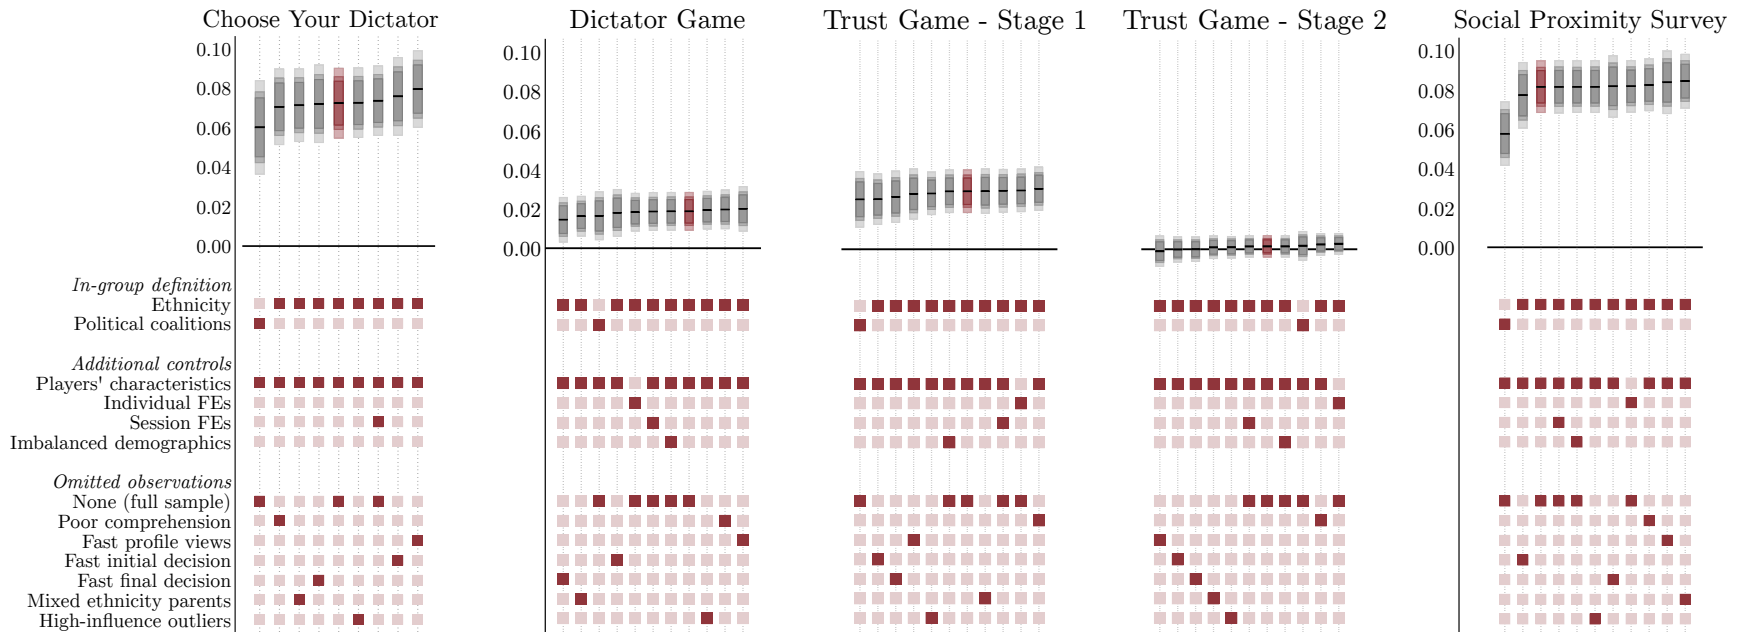 Choose Your Dictator
Dictator Game
Trust Game - Stage 1
Trust Game - Stage 2
Social Proximity Survey
0.10
0.08
0.06
0.04
0.02
0.00
0.10
0.08
0.06
0.04
0.02
0.00
0.10
0.08
0.06
0.04
0.02
0.00
In-group definition
Ethnicity
Political coalitions
Additional controls
Players' characteristics
Individual FEs
Session FEs
Imbalanced demographics
Omitted observations
None (full sample)
Poor comprehension
Fast profile views
Fast initial decision
Fast final decision
Mixed ethnicity parents
High-influence outliers